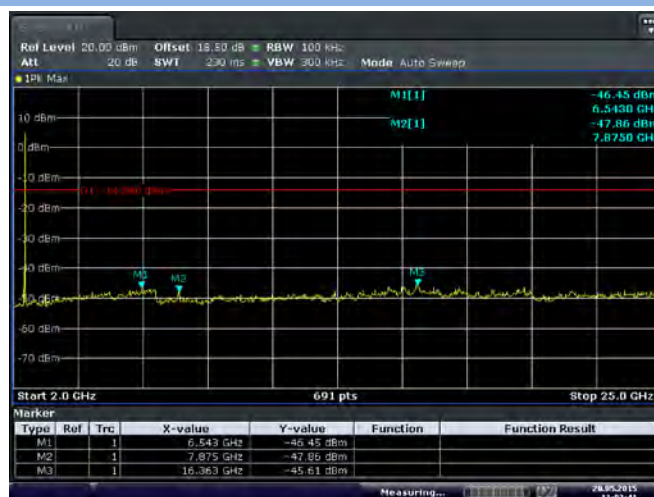 Ref Level 20.00 dBm Offset 18.50 dB RBW 100 kHz
Att 20 dB SWT 230 ms VBW 300 kHz Mode Auto Sweep
1Pk Max
M1[1] -46.45 dBm
6.5430 GHz
M2[1] -47.86 dBm
7.8750 GHz
10 dBm
0 dBm
-10 dBm
-20 dBm
-30 dBm
-40 dBm
M1 M2 M3
-50 dBm
-60 dBm
-70 dBm
Start 2.0 GHz 691 pts Stop 25.0 GHz
Marker
Type Ref Trc X-value Y-value Function Function Result
M1 1 6.543 GHz -46.45 dBm
M2 1 7.875 GHz -47.86 dBm
M3 1 16.363 GHz -45.61 dBm
Measuring... 20.05.2015